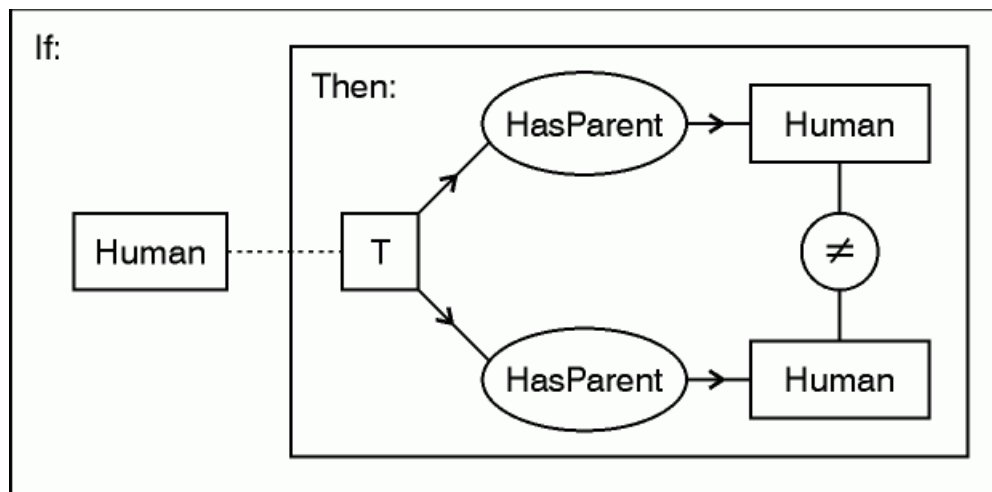 If:
Then:
HasParent
Human
Human
T
≠
HasParent
Human